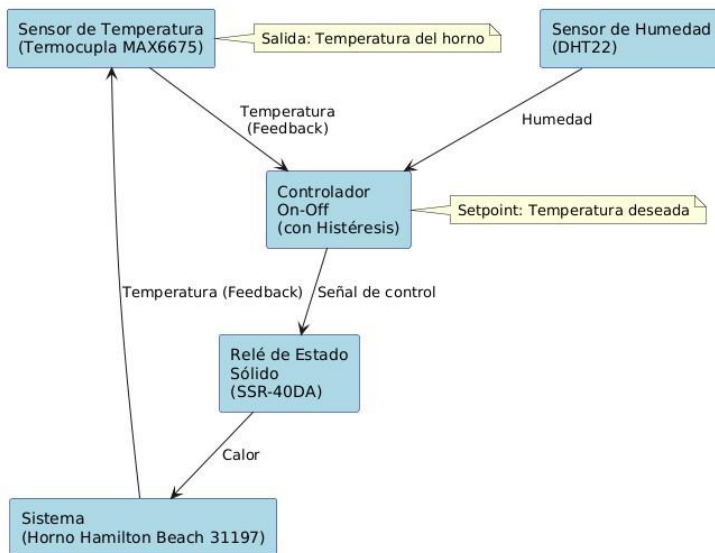 Sensor de Temperatura
(Termocupla MAX6675)
Salida: Temperatura del horno
Sensor de Humedad
(DHT22)
Temperatura
(Feedback)
Humedad
Controlador
On-Off
(con Histéresis)
Setpoint: Temperatura deseada
Temperatura (Feedback)
Señal de control
Relé de Estado
Sólido
(SSR-40DA)
Calor
Sistema
(Horno Hamilton Beach 31197)